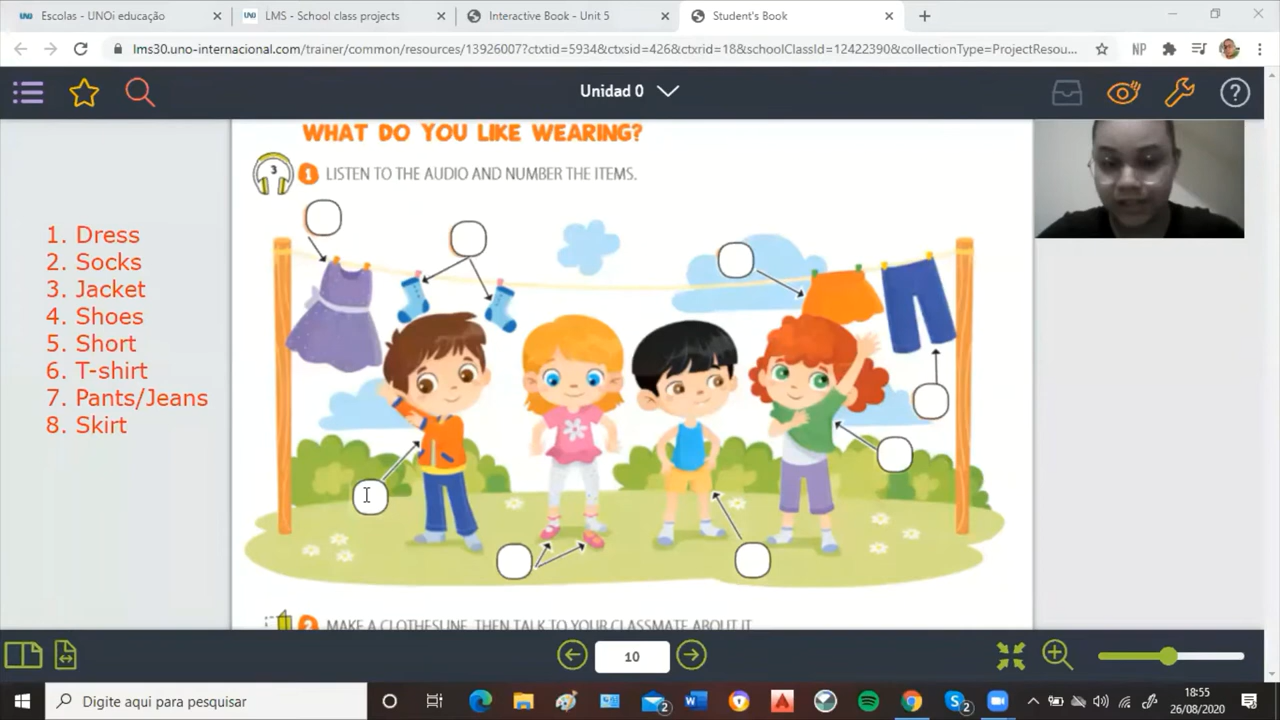 Escolas - UNOi educação
LMS - School class projects
Interactive Book - Unit 5
Student's Book
lms30.uno-internacional.com/trainer/common/resources/13926007?ctxtid=5934&ctxsid=426&ctxrid=18&schoolClassId=12422390&collectionType=ProjectResou...
NP
Unidad 0
WHAT DO YOU LIKE WEARING?
3
1 LISTEN TO THE AUDIO AND NUMBER THE ITEMS.
1. Dress
2. Socks
3. Jacket
4. Shoes
5. Short
6. T-shirt
7. Pants/Jeans
8. Skirt
2 MAKE A CLOTHESLINE. THEN TALK TO YOUR CLASSMATE ABOUT IT.
10
Digite aqui para pesquisar
2
2
18:55
26/08/2020